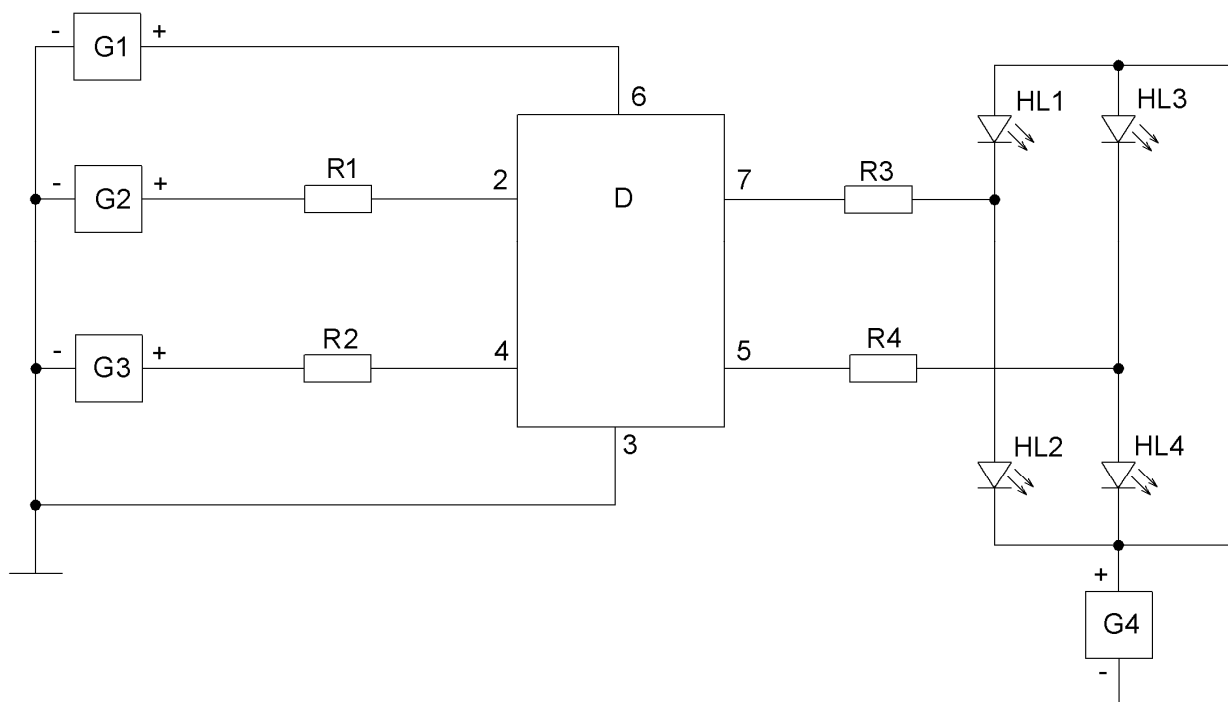 - G1 +
6
HL1
HL3
- G2 +
R1
2
D
7
R3
- G3 +
R2
4
5
R4
3
HL2
HL4
+
G4
-